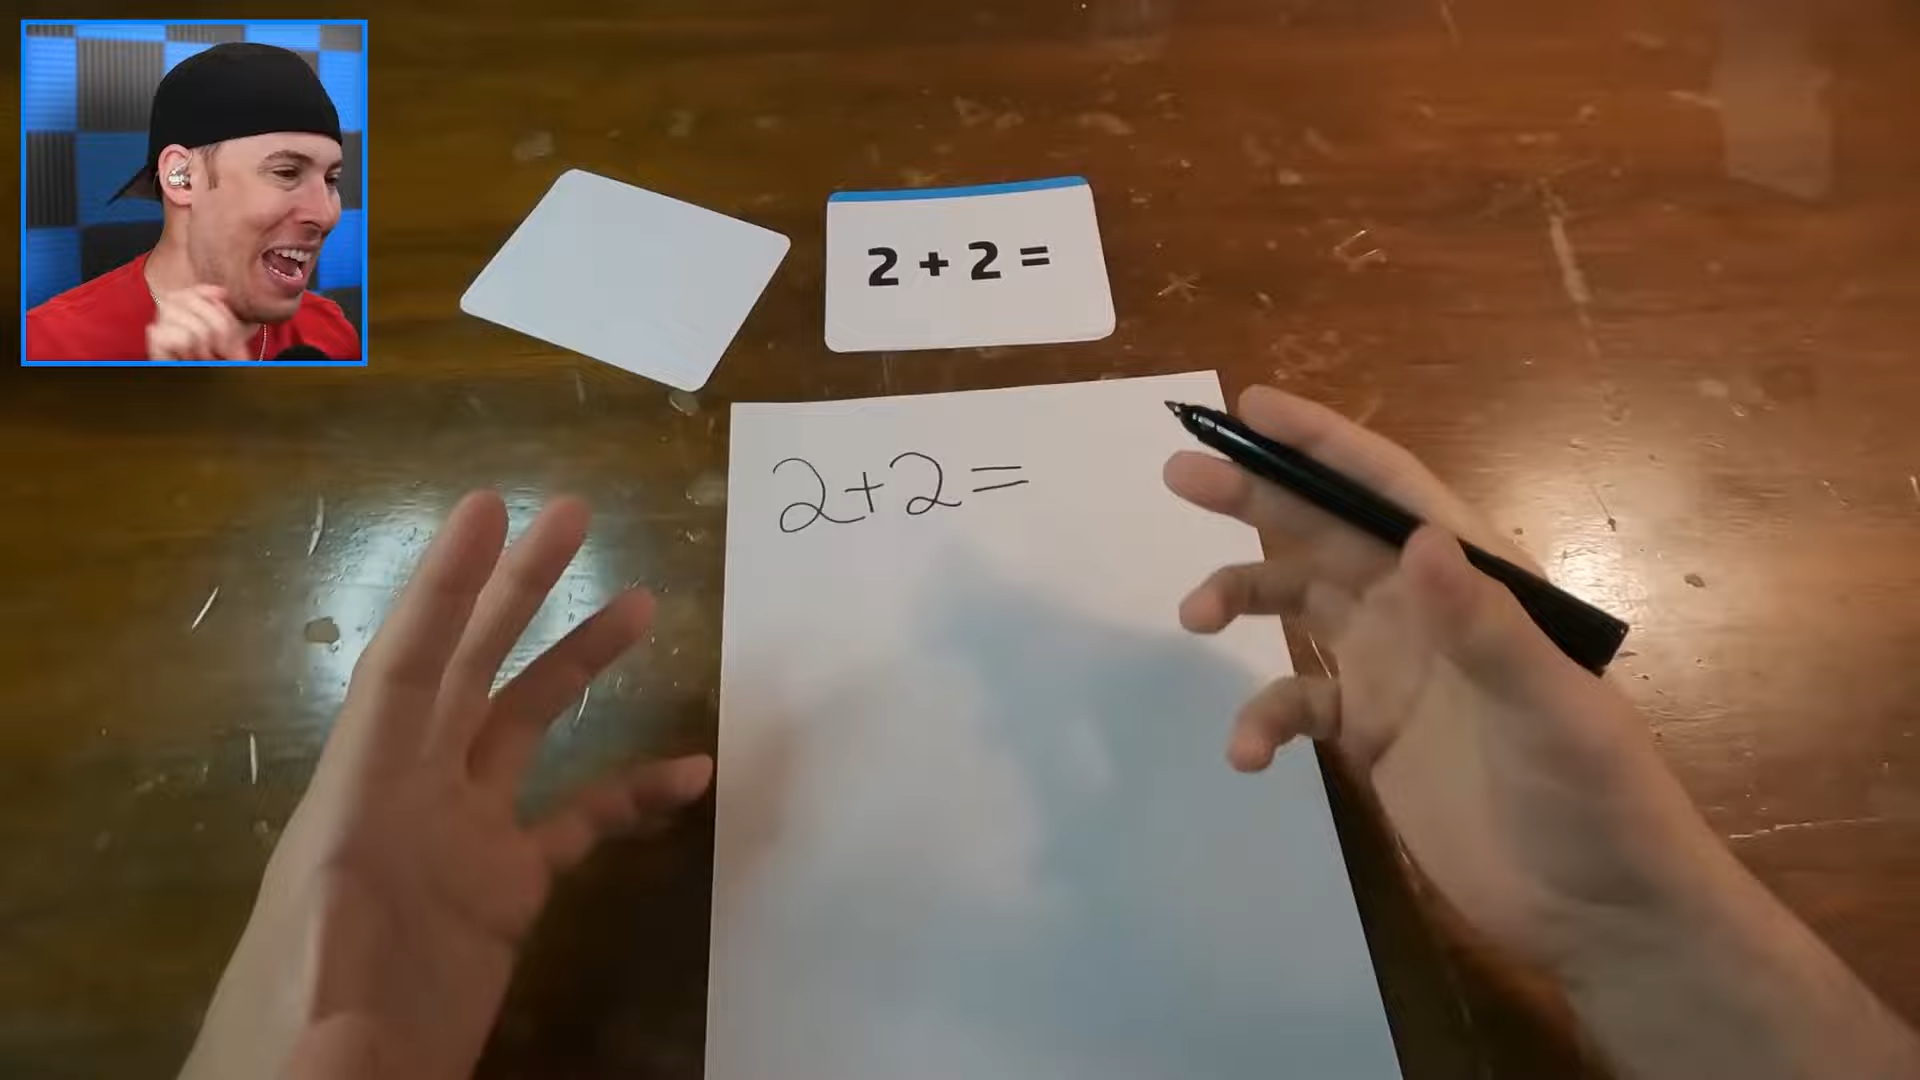 2 + 2 =
2+2=